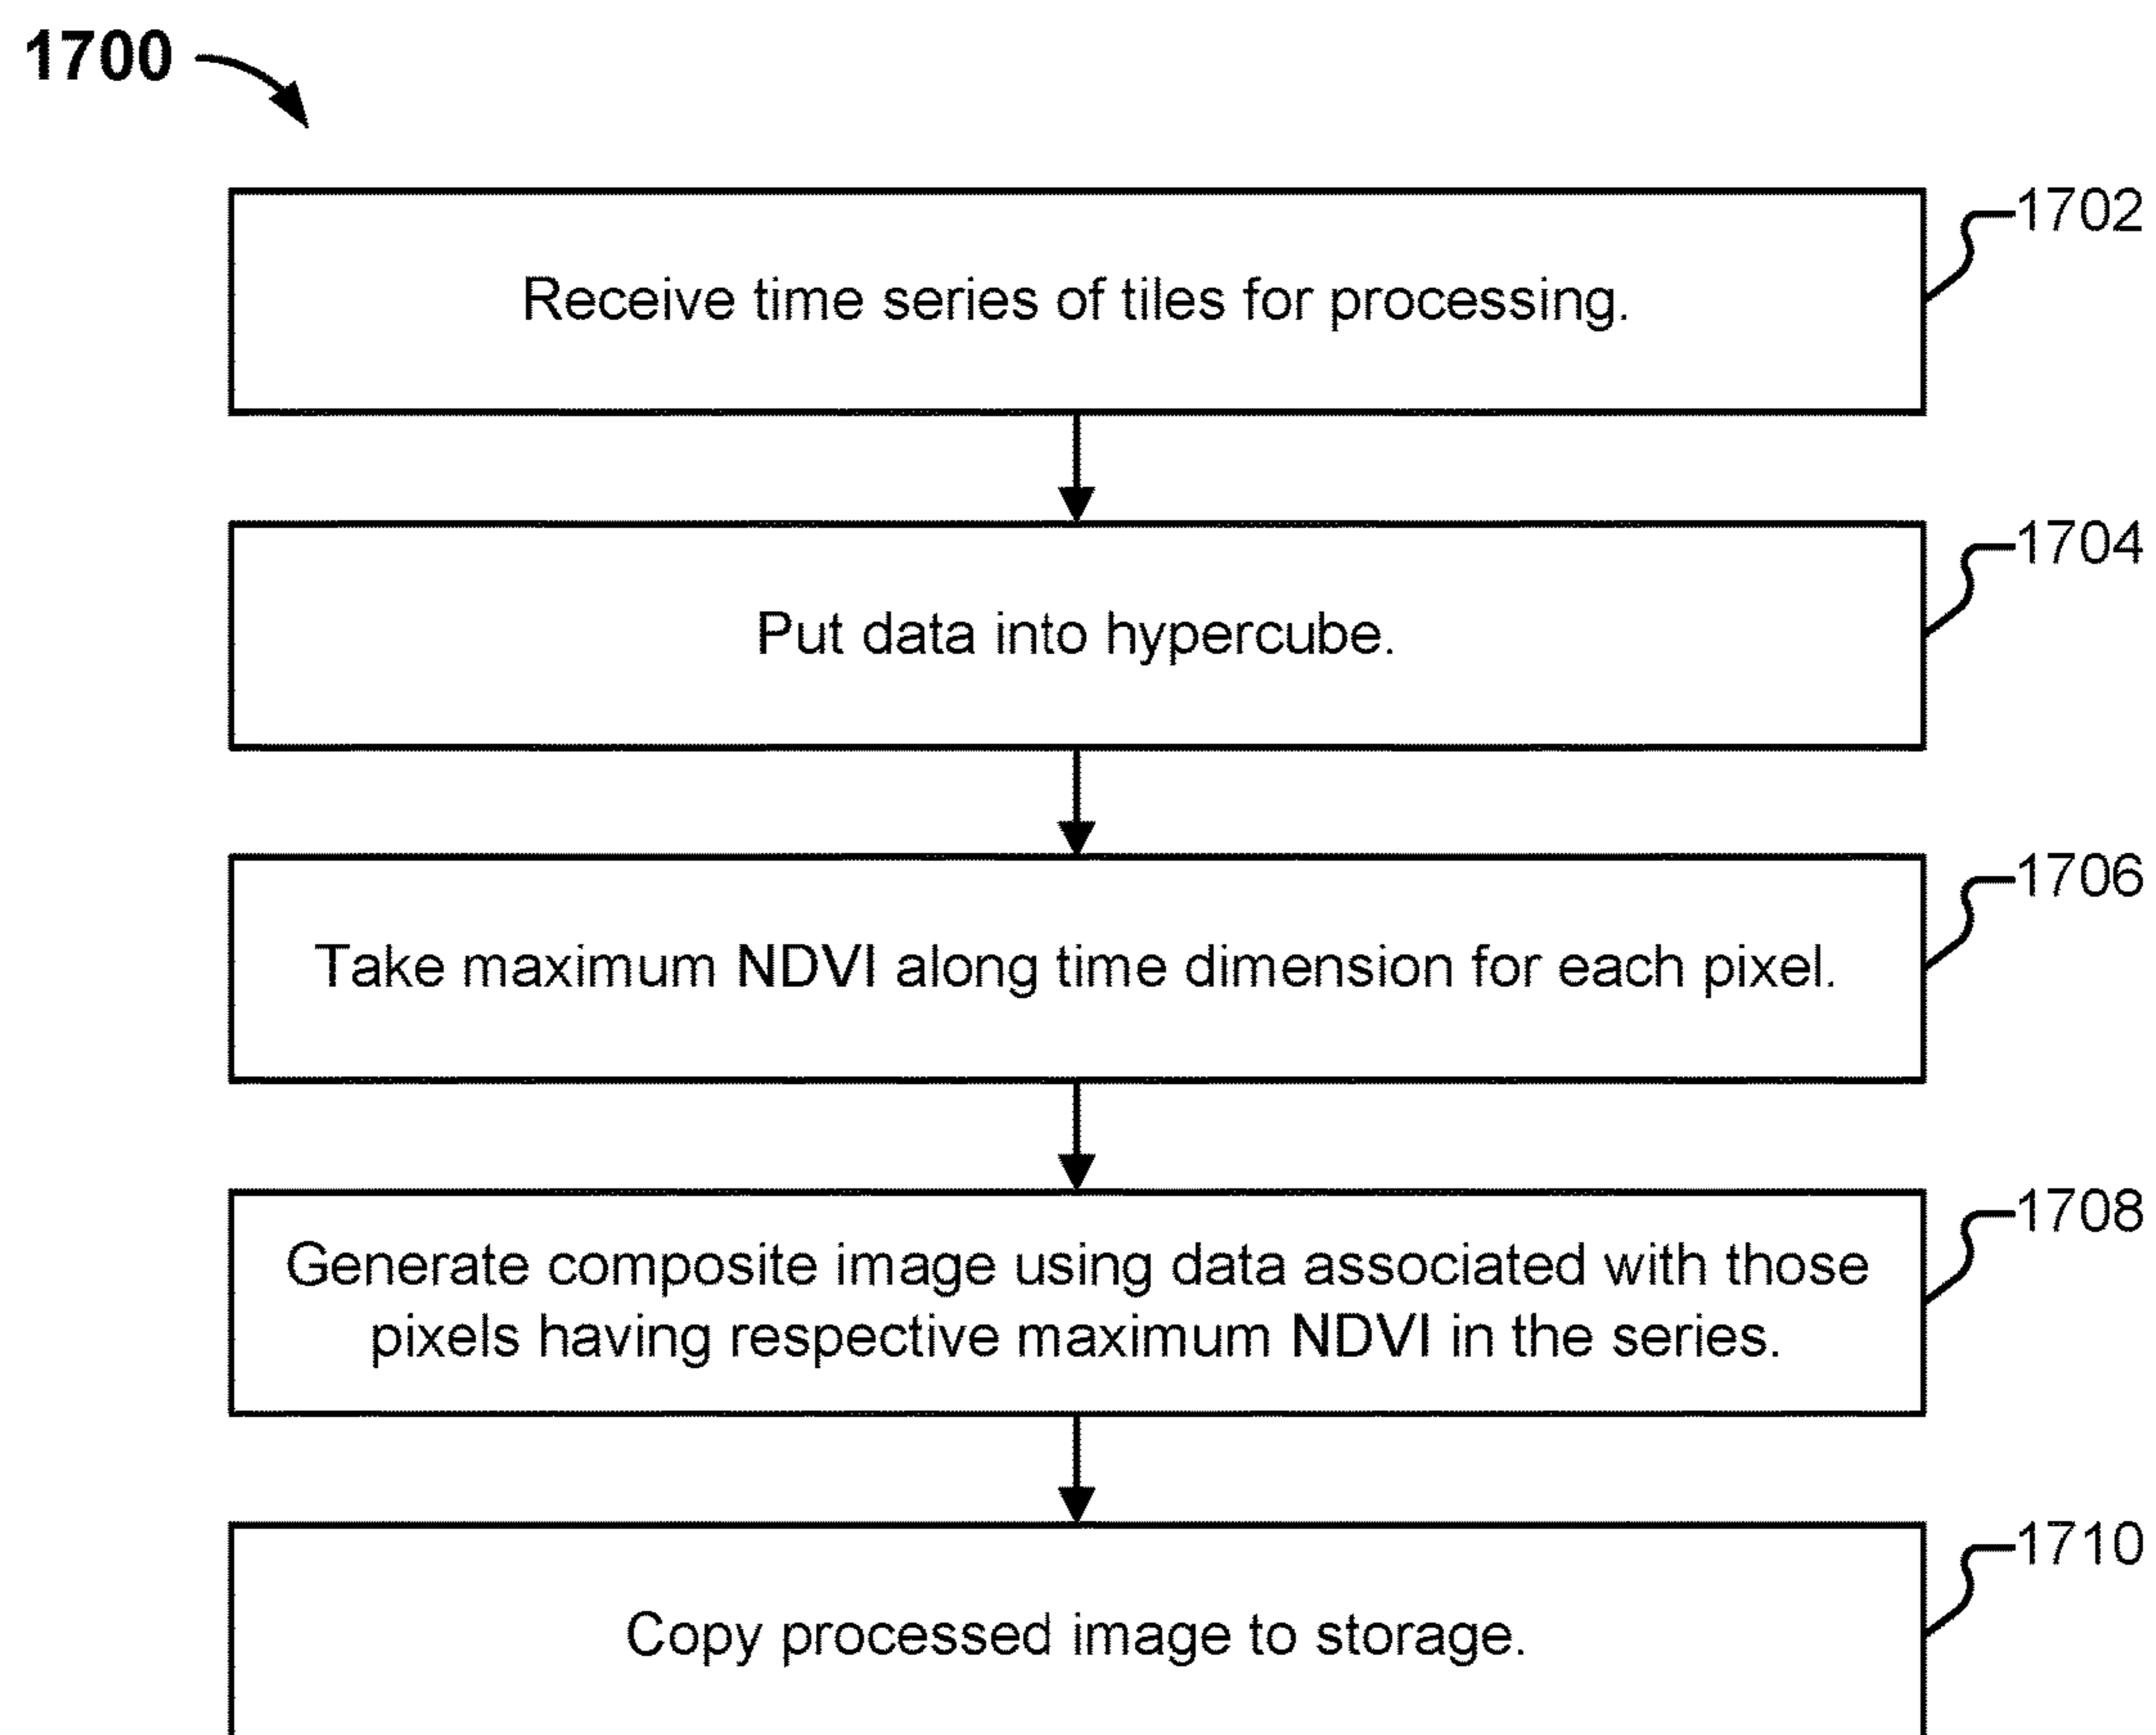 1700
1702
Receive time series of tiles for processing.
1704
Put data into hypercube.
1706
Take maximum NDVI along time dimension for each pixel.
1708
Generate composite image using data associated with those
pixels having respective maximum NDVI in the series.
1710
Copy processed image to storage.